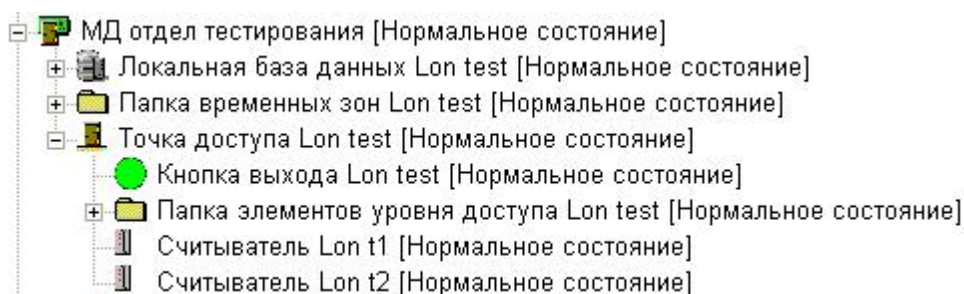 МД отдел тестирования [Нормальное состояние]
Локальная база данных Lon test [Нормальное состояние]
Папка временных зон Lon test [Нормальное состояние]
Точка доступа Lon test [Нормальное состояние]
Кнопка выхода Lon test [Нормальное состояние]
Папка элементов уровня доступа Lon test [Нормальное состояние]
Считыватель Lon t1 [Нормальное состояние]
Считыватель Lon t2 [Нормальное состояние]